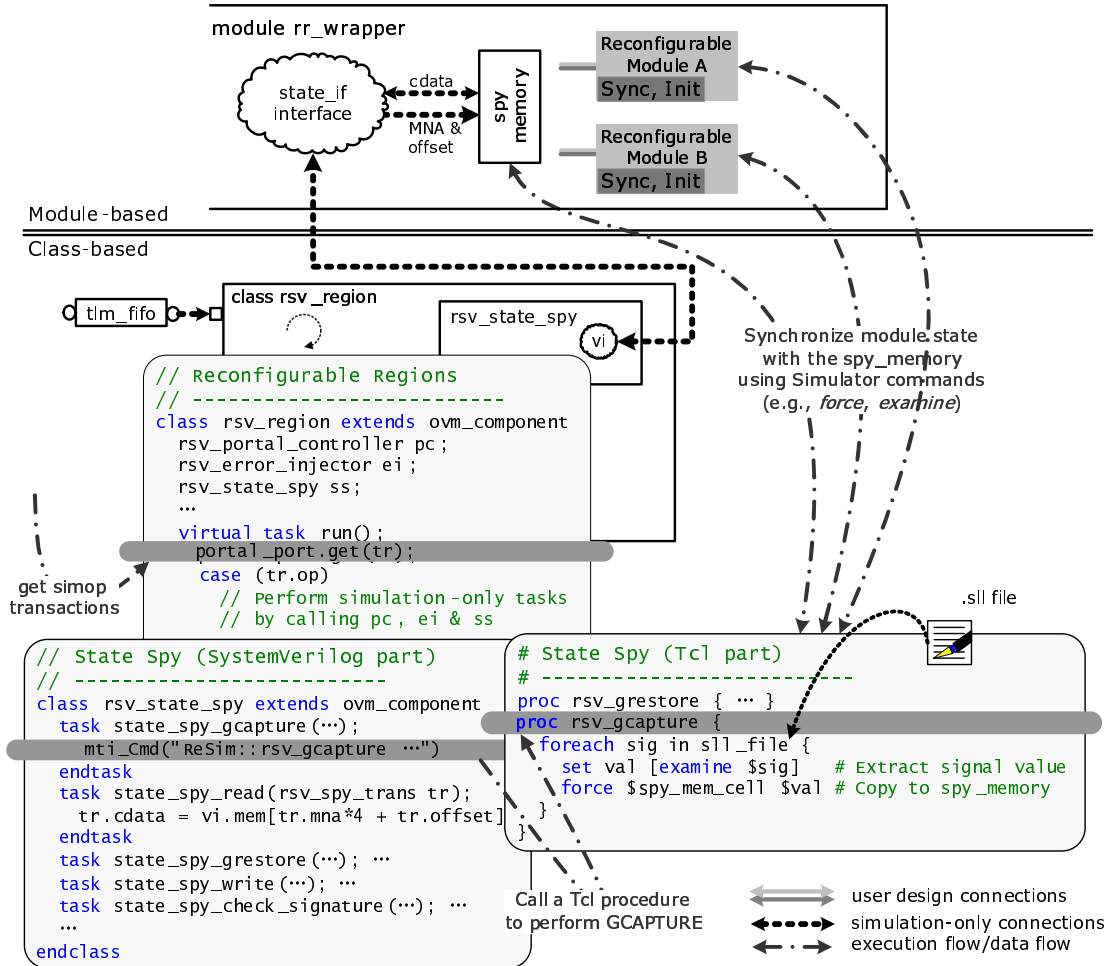 module rr_wrapper
state_if
interface
cdata
MNA &
offset
spy
memory
Reconfigurable
Module A
Sync, Init
Reconfigurable
Module B
Sync, Init
Module-based
Class-based
tlm_fifo
class rsv_region
rsv_state_spy
vi
Synchronize module state
with the spy_memory
using Simulator commands
(e.g., force, examine)
// Reconfigurable Regions
// --------------------------
class rsv_region extends ovm_component
rsv_portal_controller pc;
rsv_error_injector ei;
rsv_state_spy ss;
…
virtual task run();
portal_port.get(tr);
case (tr.op)
// Perform simulation-only tasks
// by calling pc, ei & ss
get simop
transactions
.sll file
// State Spy (SystemVerilog part)
// --------------------------
class rsv_state_spy extends ovm_component
task state_spy_gcapture(…);
mti_Cmd("ReSim::rsv_gcapture …")
endtask
task state_spy_read(rsv_spy_trans tr);
tr.cdata = vi.mem[tr.mna*4 + tr.offset]
endtask
task state_spy_grestore(…); …
task state_spy_write(…); …
task state_spy_check_signature(…); …
…
endclass
# State Spy (Tcl part)
# --------------------------
proc rsv_grestore { … }
proc rsv_gcapture {
foreach sig in sll_file {
set val [examine $sig] # Extract signal value
force $spy_mem_cell $val # Copy to spy_memory
}
}
Call a Tcl procedure
to perform GCAPTURE
user design connections
simulation-only connections
execution flow/data flow